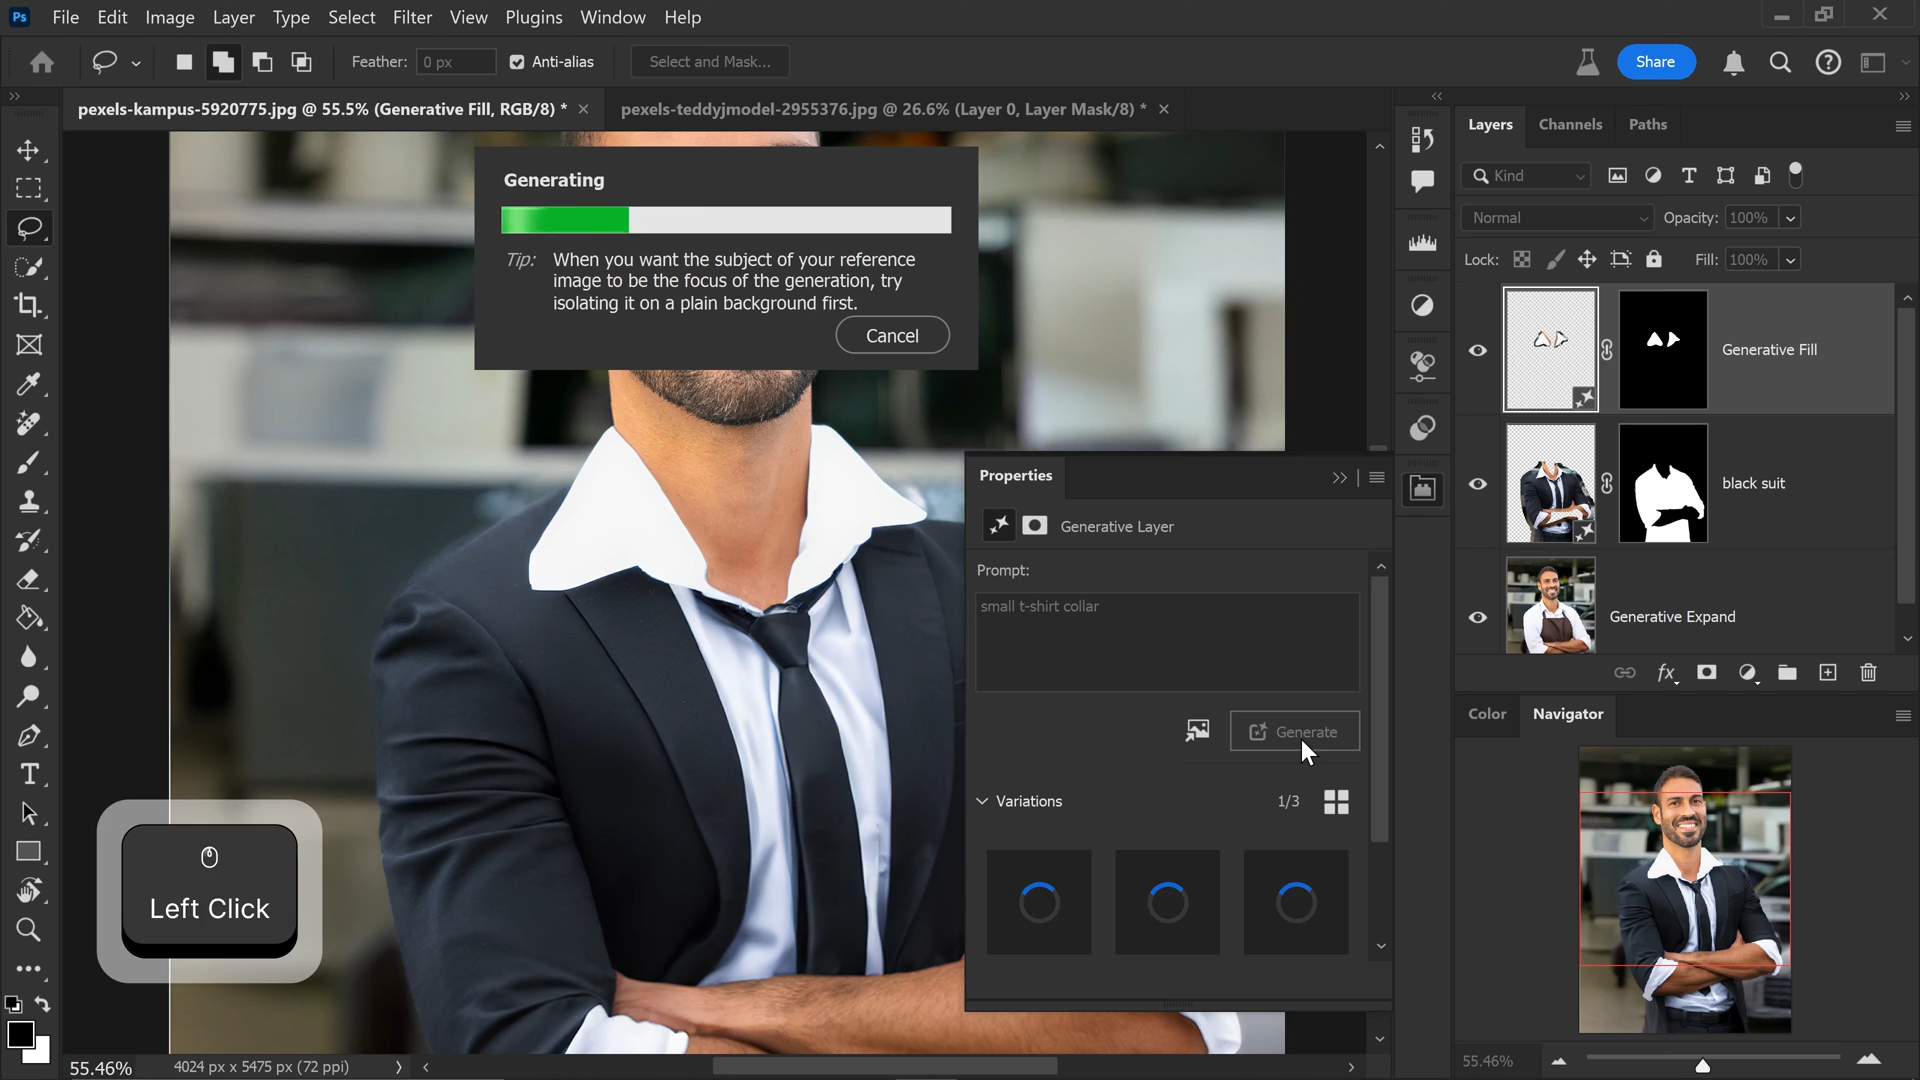 Ps File Edit Image Layer Type Select Filter View Plugins Window Help
Feather: 0 px Anti-alias Select and Mask... Share
pexels-kampus-5920775.jpg @ 55.5% (Generative Fill, RGB/8) * pexels-teddyjmodel-2955376.jpg @ 26.6% (Layer 0, Layer Mask/8) *
Generating
Tip: When you want the subject of your reference
image to be the focus of the generation, try
isolating it on a plain background first.
Cancel
Properties
Generative Layer
Prompt:
small t-shirt collar
Generate
Variations 1/3
Left Click
55.46% 4024 px x 5475 px (72 ppi)
Layers Channels Paths
Kind
Normal Opacity: 100%
Lock: Fill: 100%
Generative Fill
black suit
Generative Expand
fx
Color Navigator
55.46%